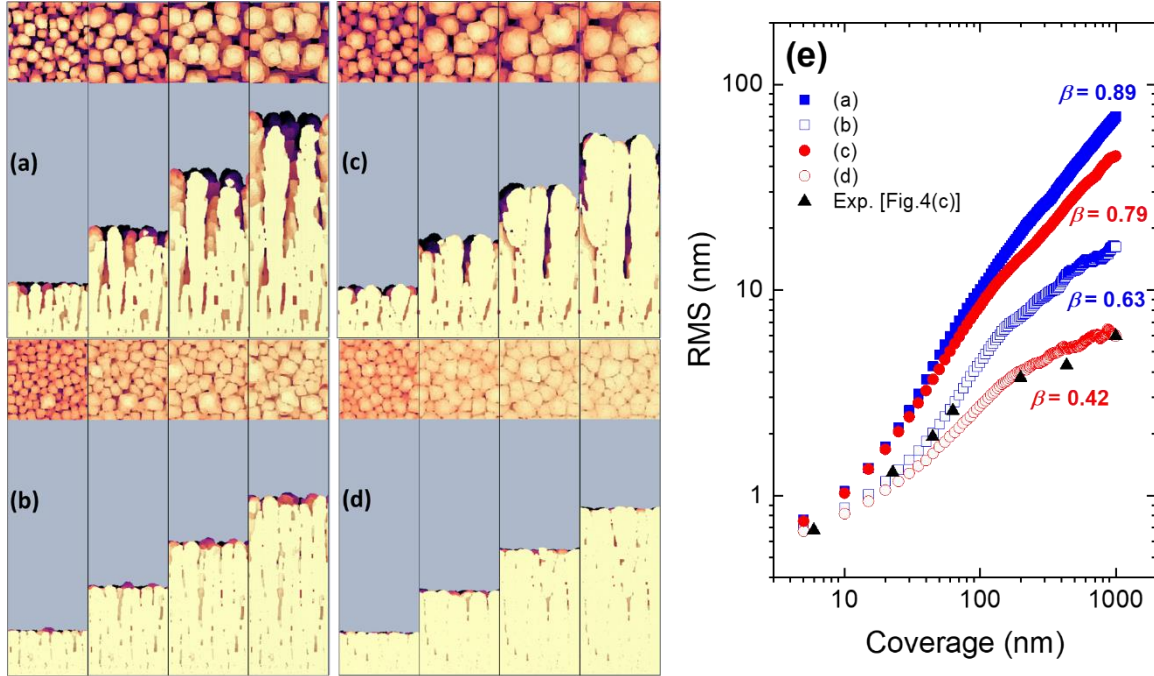 (a)
(c)
(b)
(d)
(e)
(a)
(b)
(c)
(d)
Exp. [Fig.4(c)]
β = 0.89
β = 0.79
β = 0.63
β = 0.42
RMS (nm)
100
10
1
10
100
1000
Coverage (nm)